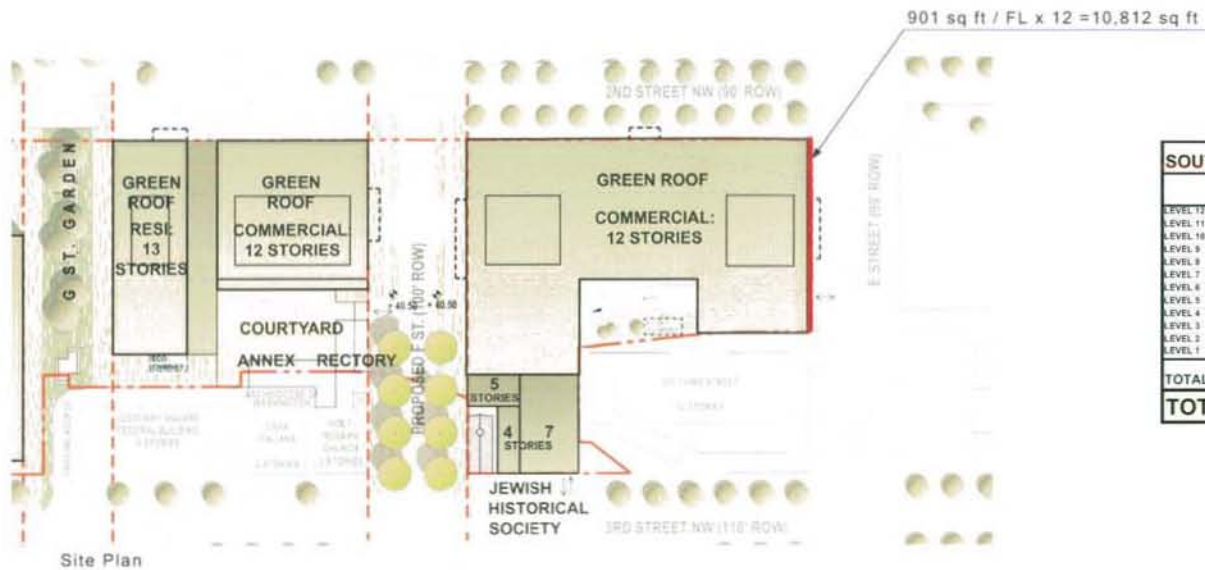 901 sq ft / FL x 12 =10,812 sq ft
2ND STREET NW (90' ROW)
G ST. GARDEN
GREEN
ROOF
RESI:
13
STORIES
GREEN
ROOF
COMMERCIAL:
12 STORIES
GREEN ROOF
COMMERCIAL:
12 STORIES
E STREET
PROPOSED F ST. (100' ROW)
COURTYARD
ANNEX RECTORY
5
STORIES
4
7
STORIES
JEWISH
HISTORICAL
SOCIETY
3RD STREET NW (110' ROW)
Site Plan
SOU
LEVEL 12
LEVEL 11
LEVEL 10
LEVEL 9
LEVEL 8
LEVEL 7
LEVEL 6
LEVEL 5
LEVEL 4
LEVEL 3
LEVEL 2
LEVEL 1
TOTAL
TOT